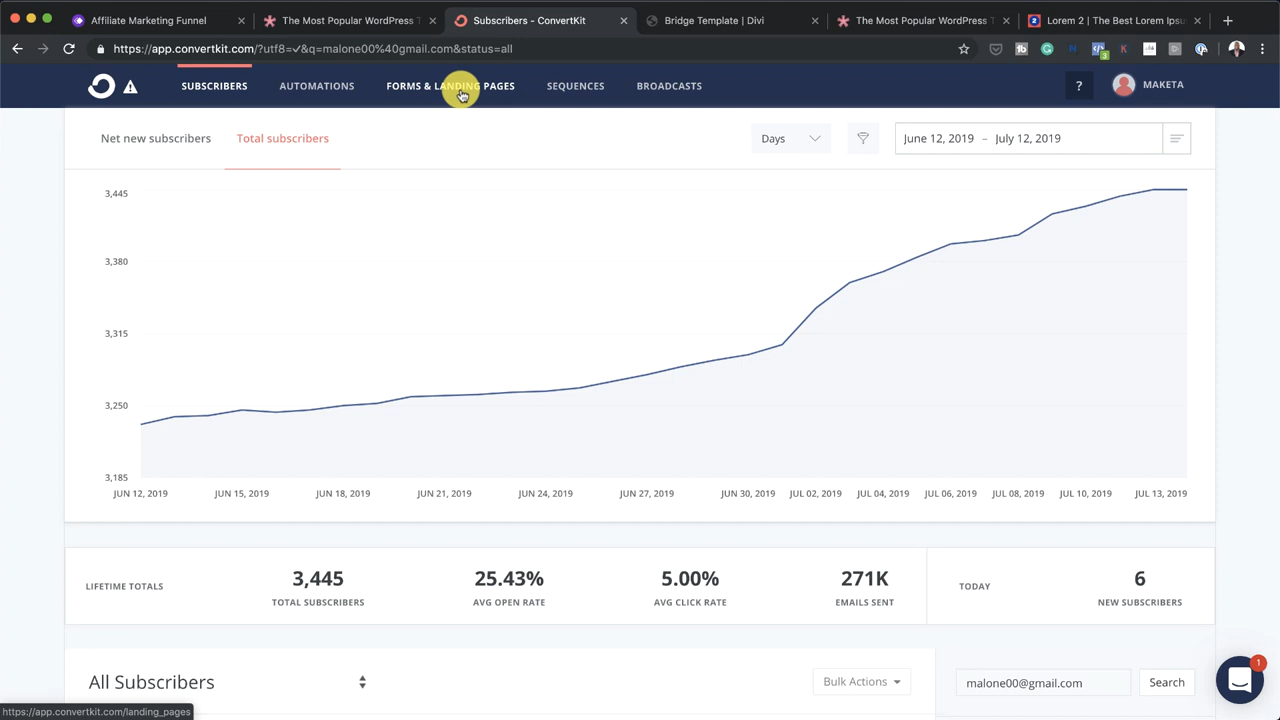 Affiliate Marketing Funnel
The Most Popular WordPress T
Subscribers - ConvertKit
Bridge Template | Divi
The Most Popular WordPress T
Lorem 2 | The Best Lorem Ipsu
https://app.convertkit.com/?utf8=✓&q=malone00%40gmail.com&status=all
SUBSCRIBERS
AUTOMATIONS
FORMS & LANDING PAGES
SEQUENCES
BROADCASTS
?
MAKETA
Net new subscribers
Total subscribers
Days
June 12, 2019 – July 12, 2019
3,445
3,380
3,315
3,250
3,185
JUN 12, 2019
JUN 15, 2019
JUN 18, 2019
JUN 21, 2019
JUN 24, 2019
JUN 27, 2019
JUN 30, 2019
JUL 02, 2019
JUL 04, 2019
JUL 06, 2019
JUL 08, 2019
JUL 10, 2019
JUL 13, 2019
LIFETIME TOTALS
3,445
TOTAL SUBSCRIBERS
25.43%
AVG OPEN RATE
5.00%
AVG CLICK RATE
271K
EMAILS SENT
TODAY
6
NEW SUBSCRIBERS
All Subscribers
Bulk Actions
malone00@gmail.com
Search
1
https://app.convertkit.com/landing_pages